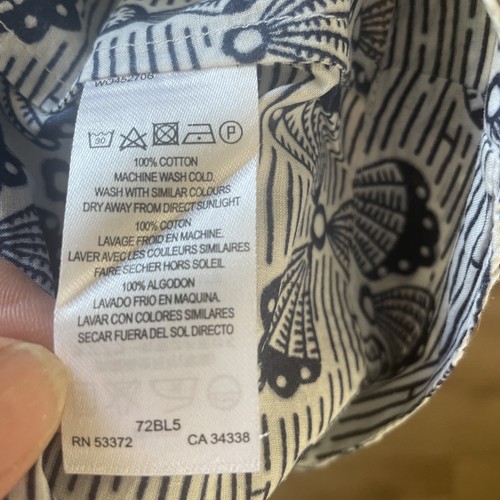 30
P
100% COTTON
MACHINE WASH COLD.
WASH WITH SIMILAR COLOURS
DRY AWAY FROM DIRECT SUNLIGHT
100% COTON
LAVAGE FROID EN MACHINE.
LAVER AVEC LES COULEURS SIMILAIRES
FAIRE SECHER HORS SOLEIL
100% ALGODON
LAVADO FRIO EN MAQUINA.
LAVAR CON COLORES SIMILARES
SECAR FUERA DEL SOL DIRECTO
72BL5
RN 53372 CA 34338